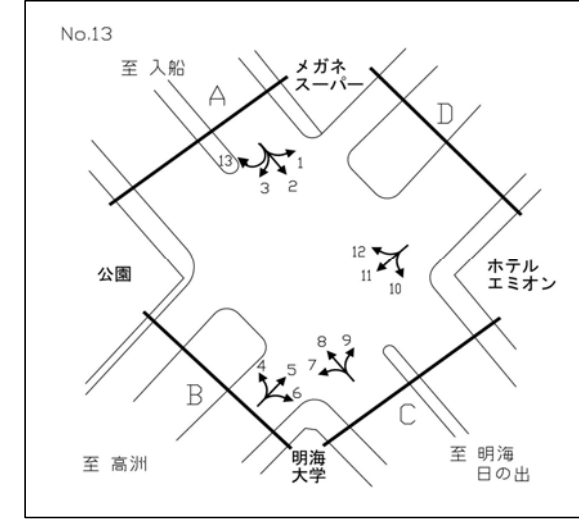 No.13
至 入船
メガネ
スーパー
A
D
13
1
3
2
公園
12
11
10
ホテル
エミオン
8
9
7
4
5
6
B
C
至 高洲
明海
大学
至 明海
日の出